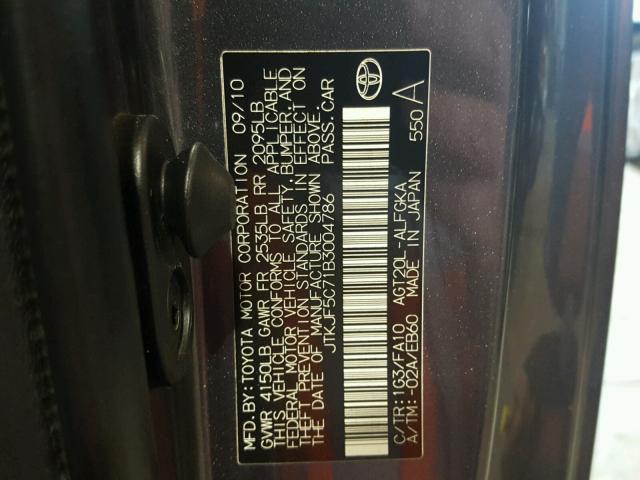 MFD.BY:TOYOTA MOTOR CORPORATION 09/10
GVWR 4150LB GAWR FR 2535LB RR 2095LB
THIS VEHICLE CONFORMS TO ALL APPLICABLE
FEDERAL MOTOR VEHICLE SAFETY, BUMPER, AND
THEFT PREVENTION STANDARDS IN EFFECT ON
THE DATE OF MANUFACTURE SHOWN ABOVE.
JTKJF5C71B3004786 PASS.CAR
C/TR:1G3/FA10 AGT20L-ALFGKA
A/TM:-02A/EB60 MADE IN JAPAN 550 A